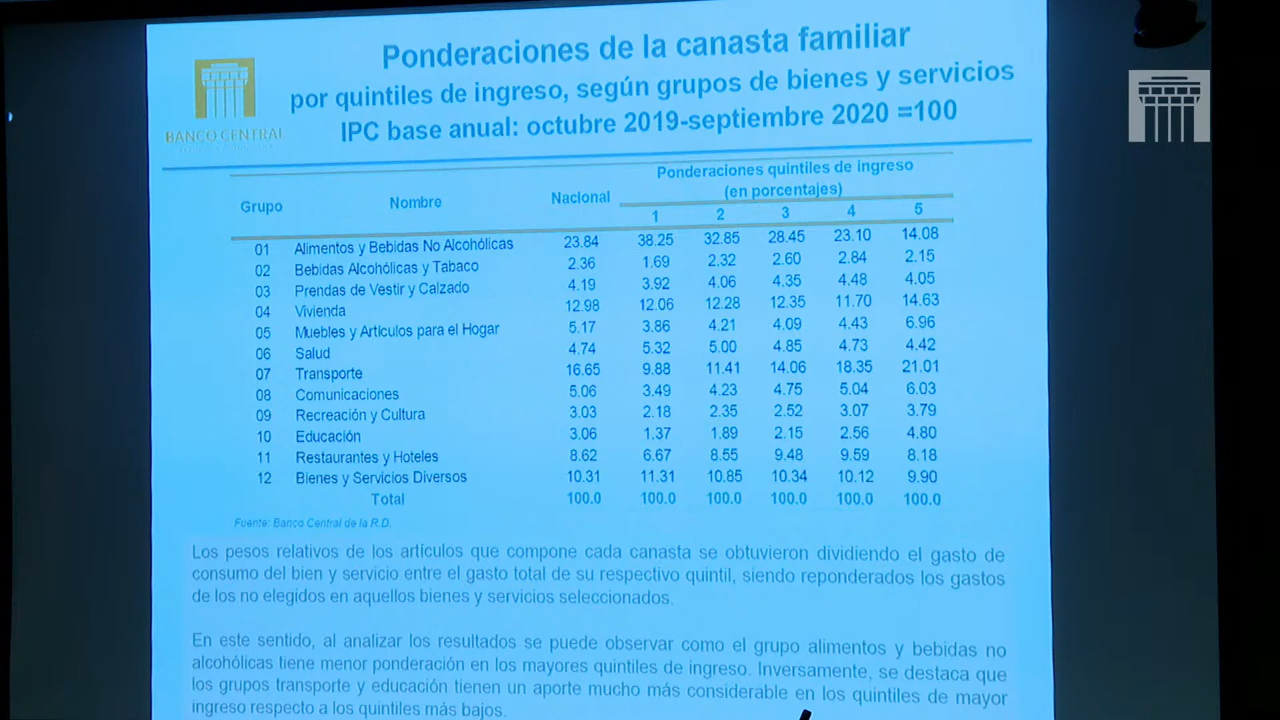 Ponderaciones de la canasta familiar
por quintiles de ingreso, según grupos de bienes y servicios
IPC base anual: octubre 2019-septiembre 2020 =100
BANCO CENTRAL
Ponderaciones quintiles de ingreso
(en porcentajes)
Grupo Nombre Nacional 1 2 3 4 5
01 Alimentos y Bebidas No Alcohólicas 23.84 38.25 32.85 28.45 23.10 14.08
02 Bebidas Alcohólicas y Tabaco 2.36 1.69 2.32 2.60 2.84 2.15
03 Prendas de Vestir y Calzado 4.19 3.92 4.06 4.35 4.48 4.05
04 Vivienda 12.98 12.06 12.28 12.35 11.70 14.63
05 Muebles y Artículos para el Hogar 5.17 3.86 4.21 4.09 4.43 6.96
06 Salud 4.74 5.32 5.00 4.85 4.73 4.42
07 Transporte 16.65 9.88 11.41 14.06 18.35 21.01
08 Comunicaciones 5.06 3.49 4.23 4.75 5.04 6.03
09 Recreación y Cultura 3.03 2.18 2.35 2.52 3.07 3.79
10 Educación 3.06 1.37 1.89 2.15 2.56 4.80
11 Restaurantes y Hoteles 8.62 6.67 8.55 9.48 9.59 8.18
12 Bienes y Servicios Diversos 10.31 11.31 10.85 10.34 10.12 9.90
Total 100.0 100.0 100.0 100.0 100.0 100.0
Fuente: Banco Central de la R.D.
Los pesos relativos de los artículos que compone cada canasta se obtuvieron dividiendo el gasto de
consumo del bien y servicio entre el gasto total de su respectivo quintil, siendo reponderados los gastos
de los no elegidos en aquellos bienes y servicios seleccionados.
En este sentido, al analizar los resultados se puede observar como el grupo alimentos y bebidas no
alcohólicas tiene menor ponderación en los mayores quintiles de ingreso. Inversamente, se destaca que
los grupos transporte y educación tienen un aporte mucho más considerable en los quintiles de mayor
ingreso respecto a los quintiles más bajos.